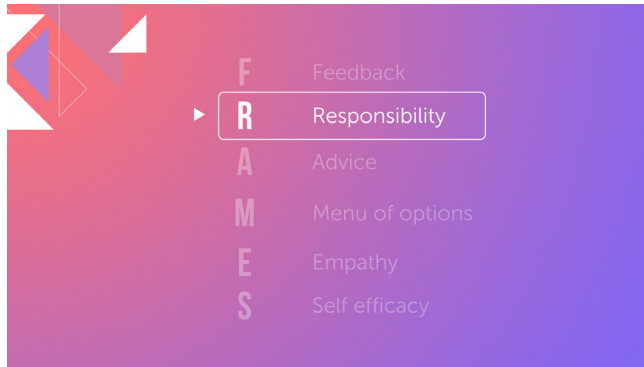 F Feedback
R Responsibility
A Advice
M Menu of options
E Empathy
S Self efficacy